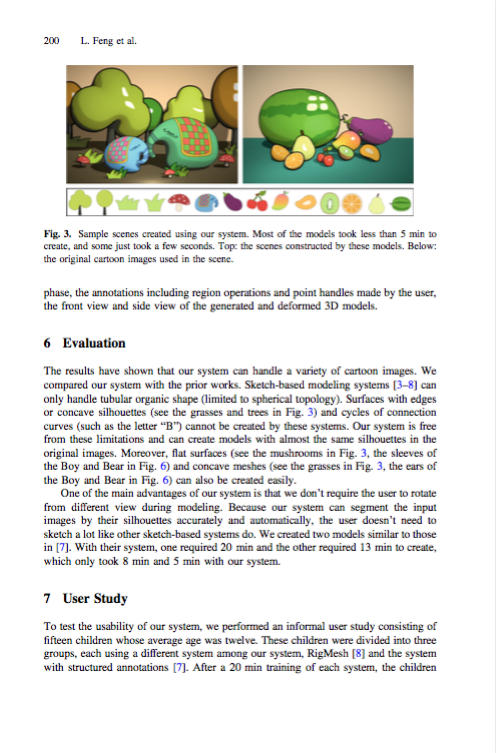 200 L. Feng et al.
Fig. 3. Sample scenes created using our system. Most of the models took less than 5 min to
create, and some just took a few seconds. Top: the scenes constructed by these models. Below:
the original cartoon images used in the scene.
phase, the annotations including region operations and point handles made by the user,
the front view and side view of the generated and deformed 3D models.
6 Evaluation
The results have shown that our system can handle a variety of cartoon images. We
compared our system with the prior works. Sketch-based modeling systems [3–8] can
only handle tubular organic shape (limited to spherical topology). Surfaces with edges
or concave silhouettes (see the grasses and trees in Fig. 3) and cycles of connection
curves (such as the letter “B”) cannot be created by these systems. Our system is free
from these limitations and can create models with almost the same silhouettes in the
original images. Moreover, flat surfaces (see the mushrooms in Fig. 3, the sleeves of
the Boy and Bear in Fig. 6) and concave meshes (see the grasses in Fig. 3, the ears of
the Boy and Bear in Fig. 6) can also be created easily.
One of the main advantages of our system is that we don’t require the user to rotate
from different view during modeling. Because our system can segment the input
images by their silhouettes accurately and automatically, the user doesn’t need to
sketch a lot like other sketch-based systems do. We created two models similar to those
in [7]. With their system, one required 20 min and the other required 13 min to create,
which only took 8 min and 5 min with our system.
7 User Study
To test the usability of our system, we performed an informal user study consisting of
fifteen children whose average age was twelve. These children were divided into three
groups, each using a different system among our system, RigMesh [8] and the system
with structured annotations [7]. After a 20 min training of each system, the children